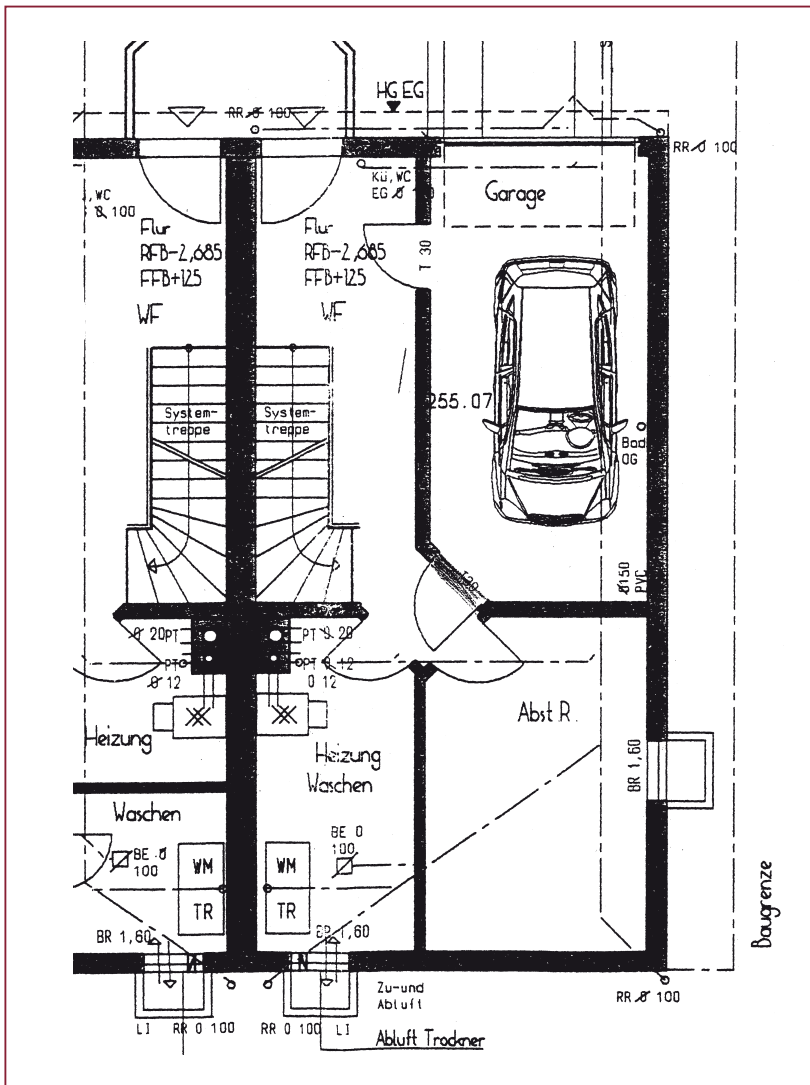 HG EG
RR Ø 100
RR Ø 100
WC
Ø 100
Kü, WC
EG Ø
Garage
Flur
RFB-2,685
FFB+125
WF
Flur
RFB-2,685
FFB+125
WF
T 30
255.07
System-
treppe
System-
treppe
Bad
OG
T30
Ø150
PVC
Ø 20 PT
PT Ø 20
PT
Ø 12
PT Ø 12
0 12
Abst R.
Heizung
Heizung
Waschen
BR 1,60
Waschen
BE Ø
100
BE 0
100
WM
TR
WM
TR
BR 1,60
BR 1,60
Baugrenze
Zu-und
Abluft
RR Ø 100
LI
RR 0 100
RR 0 100
LI
Abluft Trockner